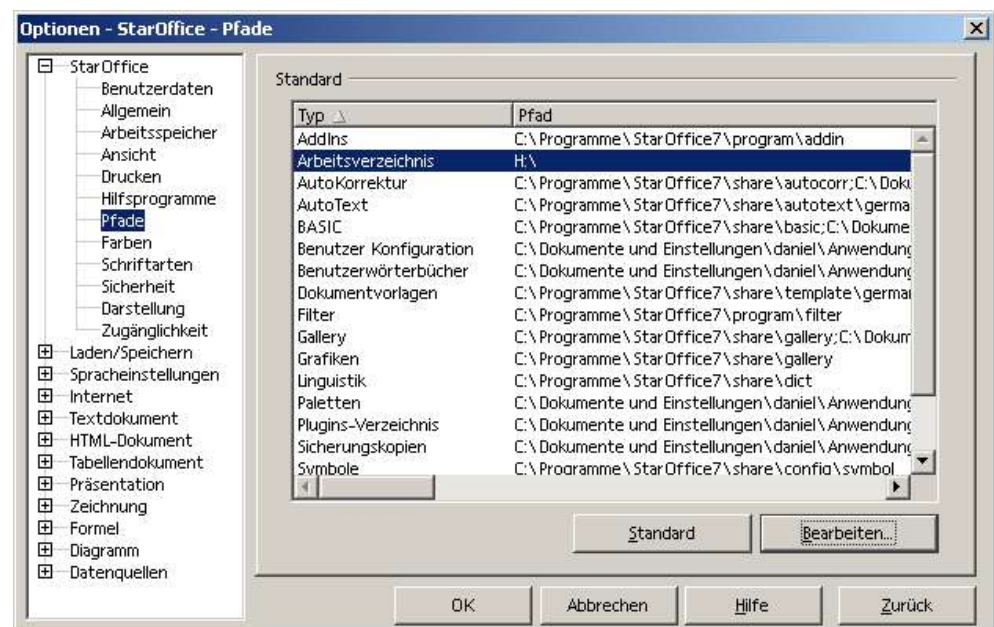 Optionen - StarOffice - Pfade
StarOffice
Benutzerdaten
Allgemein
Arbeitsspeicher
Ansicht
Drucken
Hilfsprogramme
Pfade
Farben
Schriftarten
Sicherheit
Darstellung
Zugänglichkeit
Laden/Speichern
Spracheinstellungen
Internet
Textdokument
HTML-Dokument
Tabellendokument
Präsentation
Zeichnung
Formel
Diagramm
Datenquellen
Standard
Typ Pfad
AddIns C:\Programme\StarOffice7\program\addin
Arbeitsverzeichnis H:\
AutoKorrektur C:\Programme\StarOffice7\share\autocorr;C:\Doku
AutoText C:\Programme\StarOffice7\share\autotext\germa
BASIC C:\Programme\StarOffice7\share\basic;C:\Dokume
Benutzer Konfiguration C:\Dokumente und Einstellungen\daniel\Anwendung
Benutzerwörterbücher C:\Dokumente und Einstellungen\daniel\Anwendung
Dokumentvorlagen C:\Programme\StarOffice7\share\template\german
Filter C:\Programme\StarOffice7\program\filter
Gallery C:\Programme\StarOffice7\share\gallery;C:\Dokum
Grafiken C:\Programme\StarOffice7\share\gallery
Linguistik C:\Programme\StarOffice7\share\dict
Paletten C:\Dokumente und Einstellungen\daniel\Anwendung
Plugins-Verzeichnis C:\Dokumente und Einstellungen\daniel\Anwendung
Sicherungskopien C:\Dokumente und Einstellungen\daniel\Anwendung
Symbole C:\Programme\StarOffice7\share\config\symbol
Standard Bearbeiten...
OK Abbrechen Hilfe Zurück